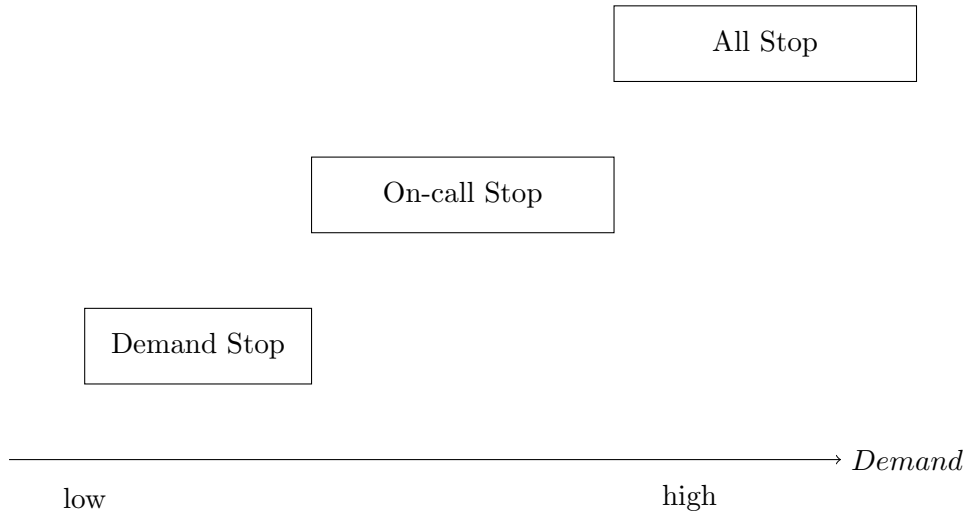 All Stop
On-call Stop
Demand Stop
Demand
low
high